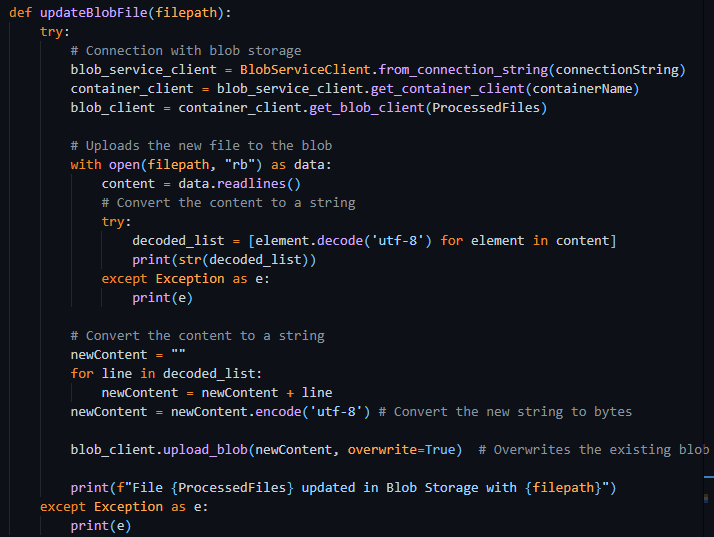 def updateBlobFile(filepath):
    try:
        # Connection with blob storage
        blob_service_client = BlobServiceClient.from_connection_string(connectionString)
        container_client = blob_service_client.get_container_client(containerName)
        blob_client = container_client.get_blob_client(ProcessedFiles)

        # Uploads the new file to the blob
        with open(filepath, "rb") as data:
            content = data.readlines()
            # Convert the content to a string
            try:
                decoded_list = [element.decode('utf-8') for element in content]
                print(str(decoded_list))
            except Exception as e:
                print(e)

        # Convert the content to a string
        newContent = ""
        for line in decoded_list:
            newContent = newContent + line
        newContent = newContent.encode('utf-8') # Convert the new string to bytes

        blob_client.upload_blob(newContent, overwrite=True)  # Overwrites the existing blob

        print(f"File {ProcessedFiles} updated in Blob Storage with {filepath}")
    except Exception as e:
        print(e)